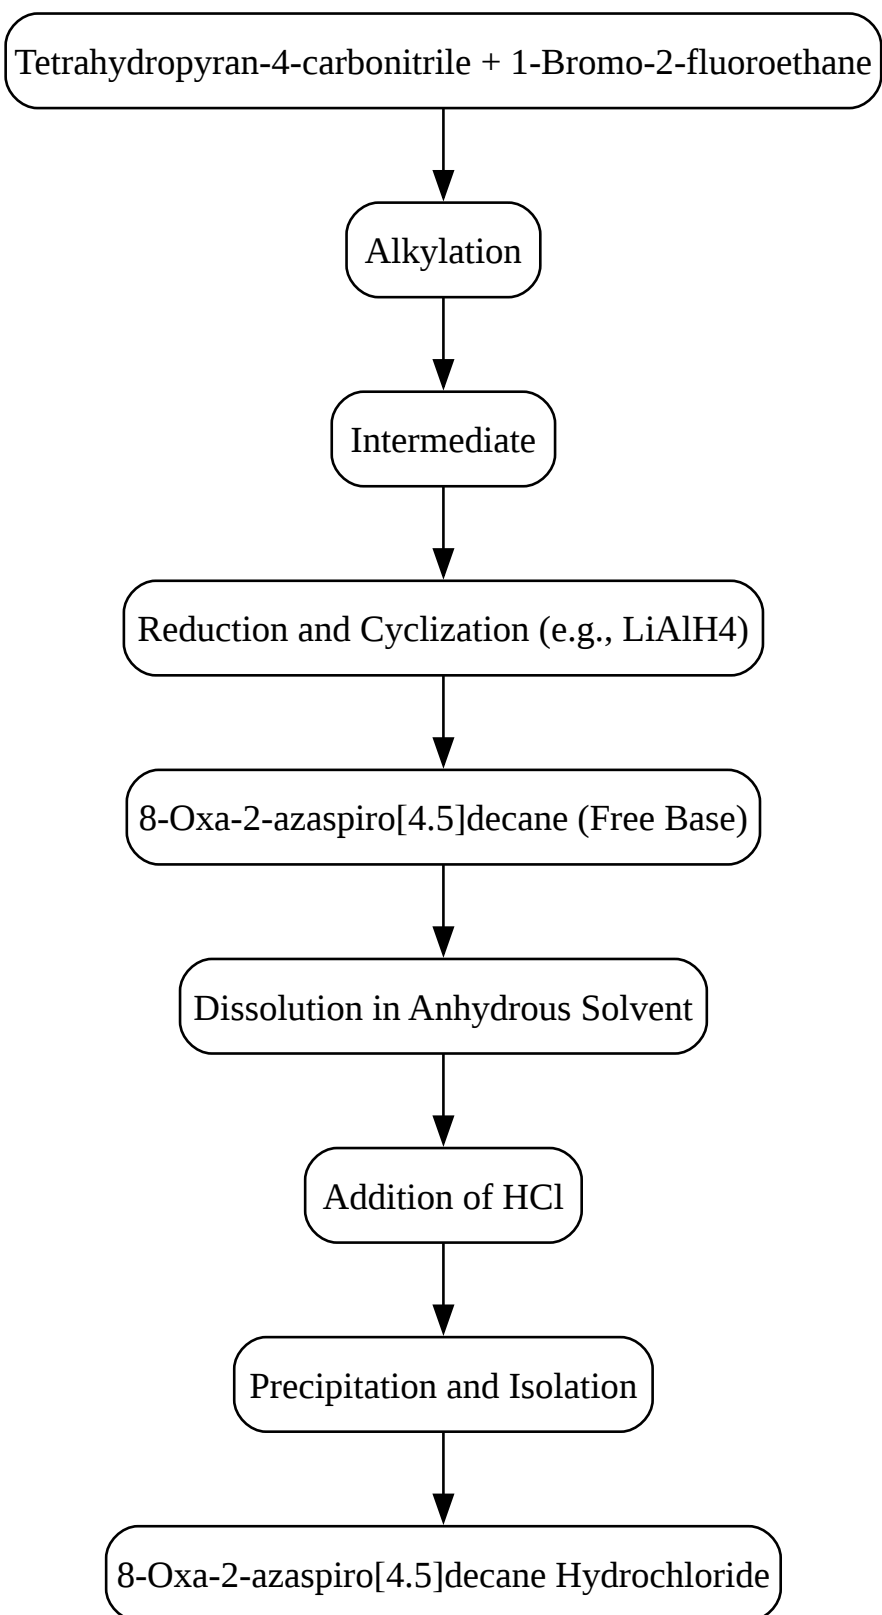 Tetrahydropyran-4-carbonitrile + 1-Bromo-2-fluoroethane
Alkylation
Intermediate
Reduction and Cyclization (e.g., LiAlH4)
8-Oxa-2-azaspiro[4.5]decane (Free Base)
Dissolution in Anhydrous Solvent
Addition of HCl
Precipitation and Isolation
8-Oxa-2-azaspiro[4.5]decane Hydrochloride